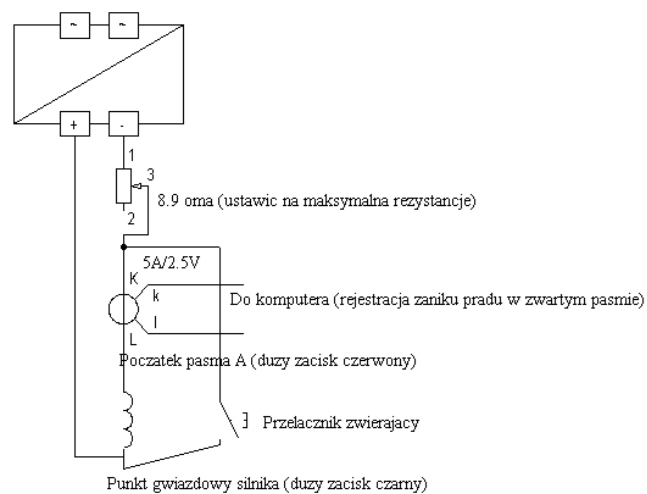 ~ ~
+ -
1
3
8.9 oma (ustawic na maksymalna rezystancje)
2
5A/2.5V
K
k
Do komputera (rejestracja zaniku pradu w zwartym pasmie)
l
L
Poczatek pasma A (duzy zacisk czerwony)
Przelacznik zwierajacy
Punkt gwiazdowy silnika (duzy zacisk czarny)